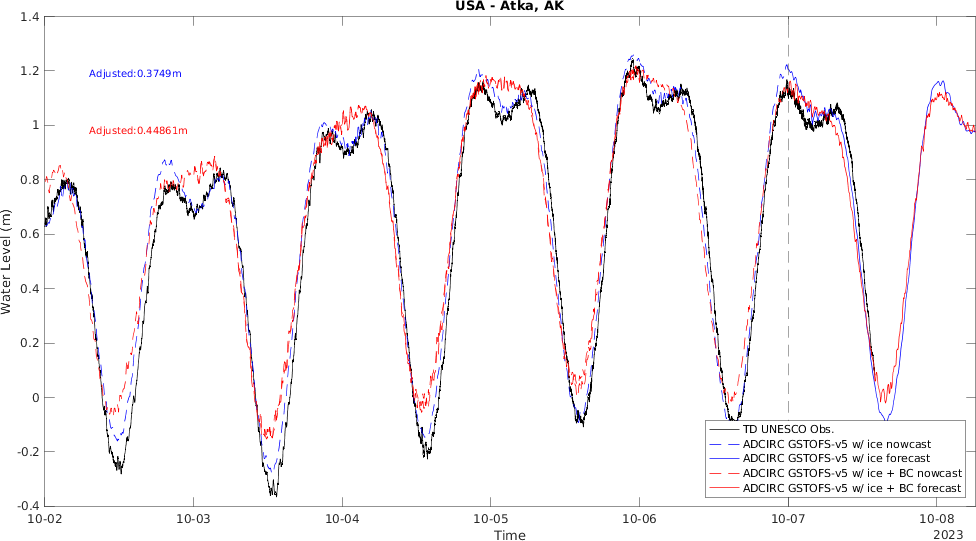 USA - Atka, AK
1.4
1.2
1
0.8
0.6
0.4
0.2
0
-0.2
-0.4
Water Level (m)
Adjusted:0.3749m
Adjusted:0.44861m
TD UNESCO Obs.
ADCIRC GSTOFS-v5 w/ ice nowcast
ADCIRC GSTOFS-v5 w/ ice forecast
ADCIRC GSTOFS-v5 w/ ice + BC nowcast
ADCIRC GSTOFS-v5 w/ ice + BC forecast
10-02 10-03 10-04 10-05 10-06 10-07 10-08
Time
2023